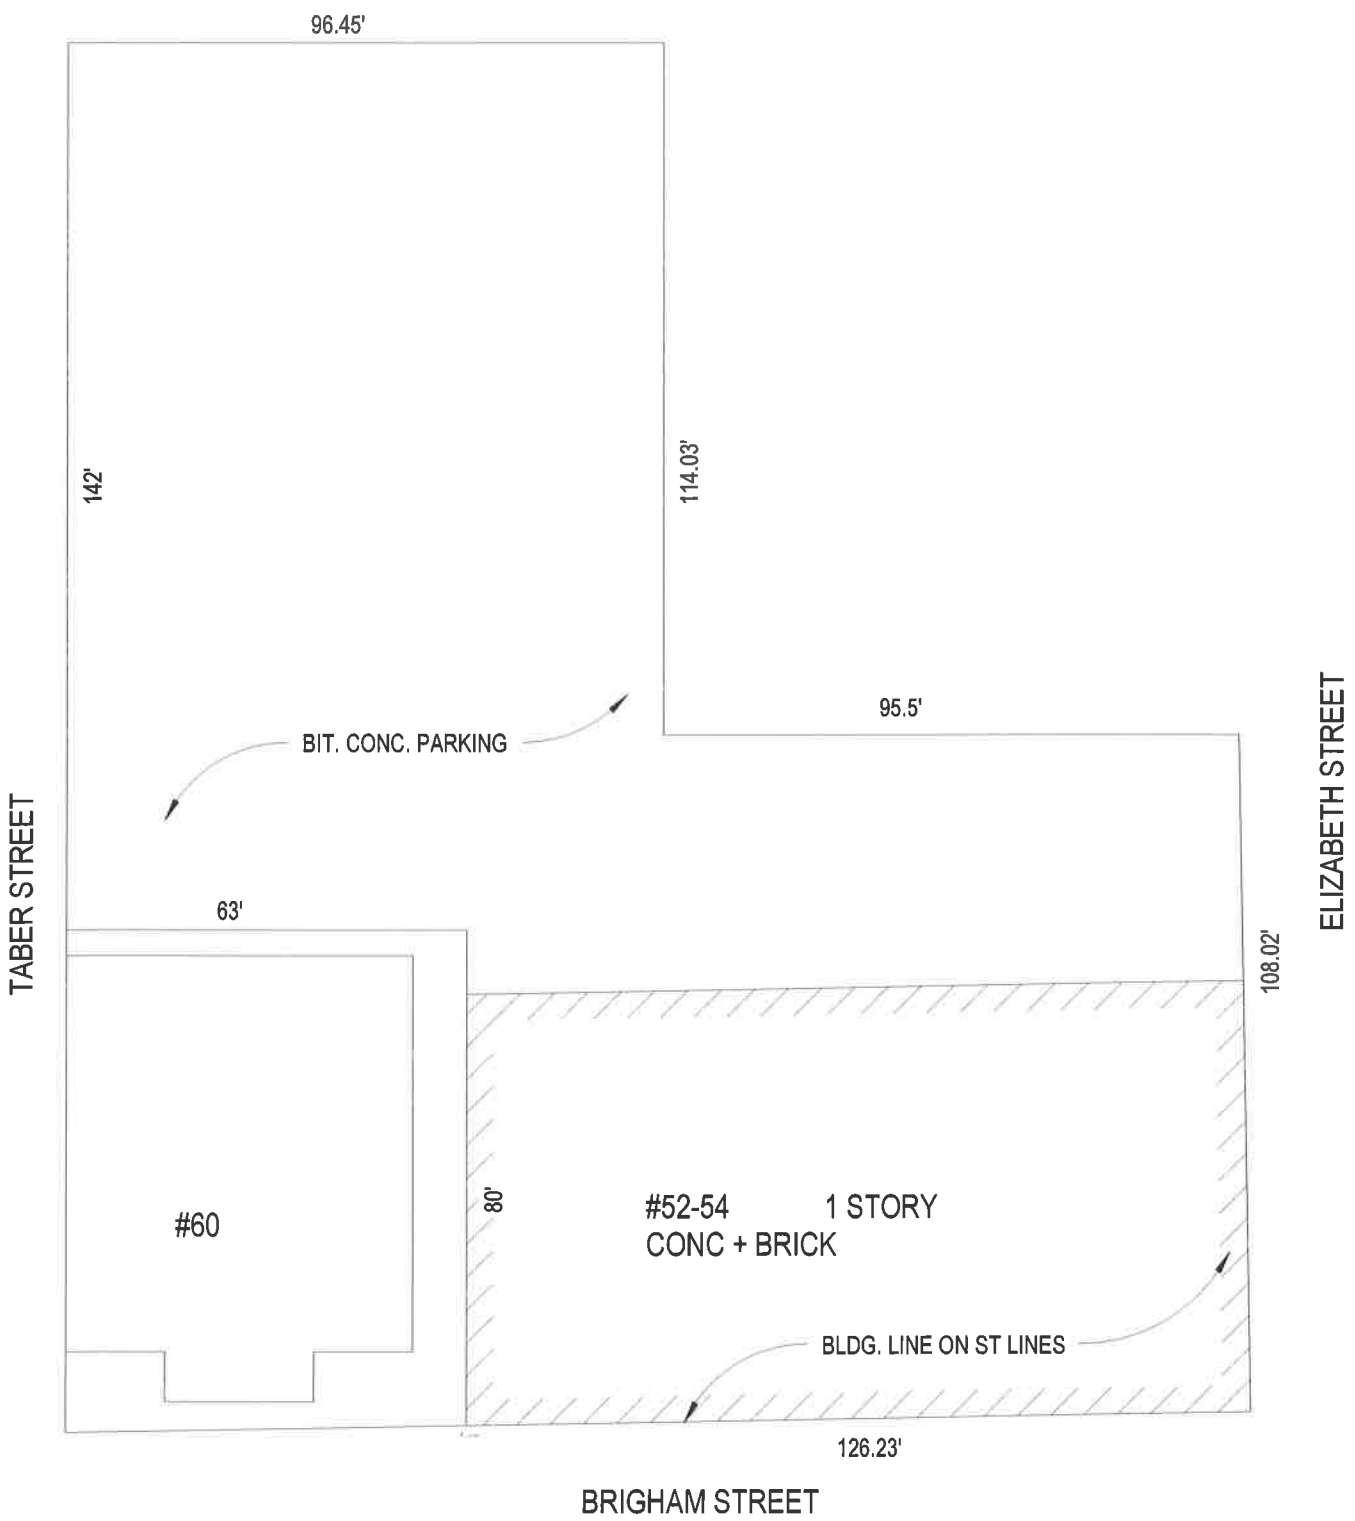 96.45'
142'
114.03'
95.5'
BIT. CONC. PARKING
ELIZABETH STREET
TABER STREET
63'
108.02'
80'
#52-54 1 STORY
CONC + BRICK
#60
BLDG. LINE ON ST LINES
126.23'
BRIGHAM STREET